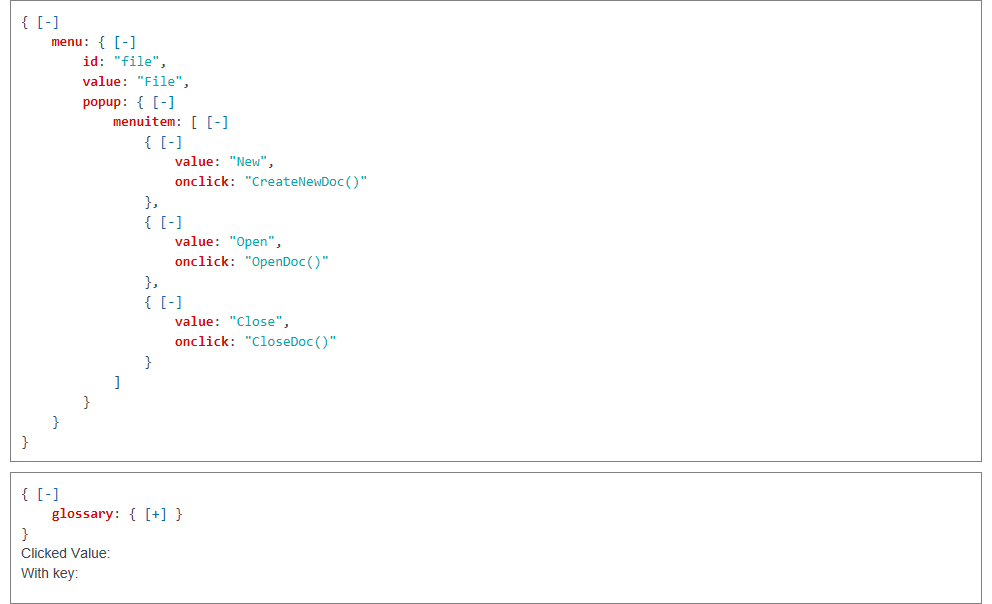 { [-]
    menu: { [-]
        id: "file",
        value: "File",
        popup: { [-]
            menuitem: [ [-]
                { [-]
                    value: "New",
                    onclick: "CreateNewDoc()"
                },
                { [-]
                    value: "Open",
                    onclick: "OpenDoc()"
                },
                { [-]
                    value: "Close",
                    onclick: "CloseDoc()"
                }
            ]
        }
    }
}
{ [-]
    glossary: { [+] }
}
Clicked Value:
With key: